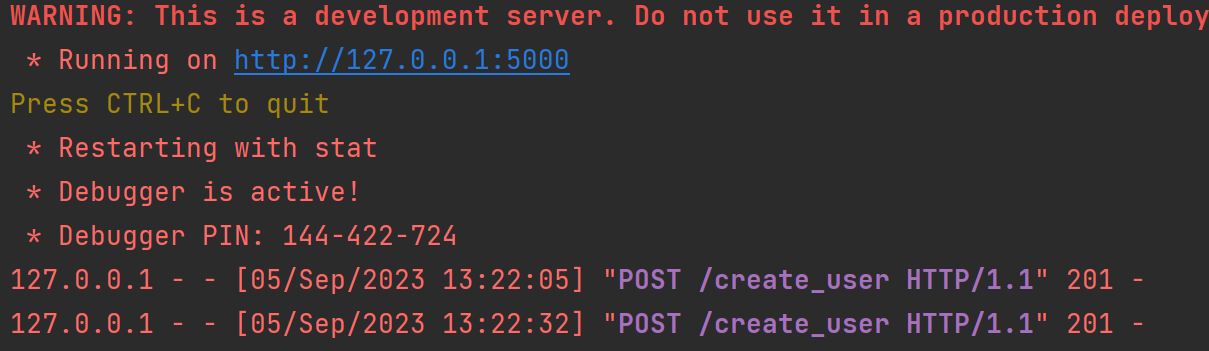 WARNING: This is a development server. Do not use it in a production deploy
* Running on http://127.0.0.1:5000
Press CTRL+C to quit
* Restarting with stat
* Debugger is active!
* Debugger PIN: 144-422-724
127.0.0.1 - - [05/Sep/2023 13:22:05] "POST /create_user HTTP/1.1" 201 -
127.0.0.1 - - [05/Sep/2023 13:22:32] "POST /create_user HTTP/1.1" 201 -